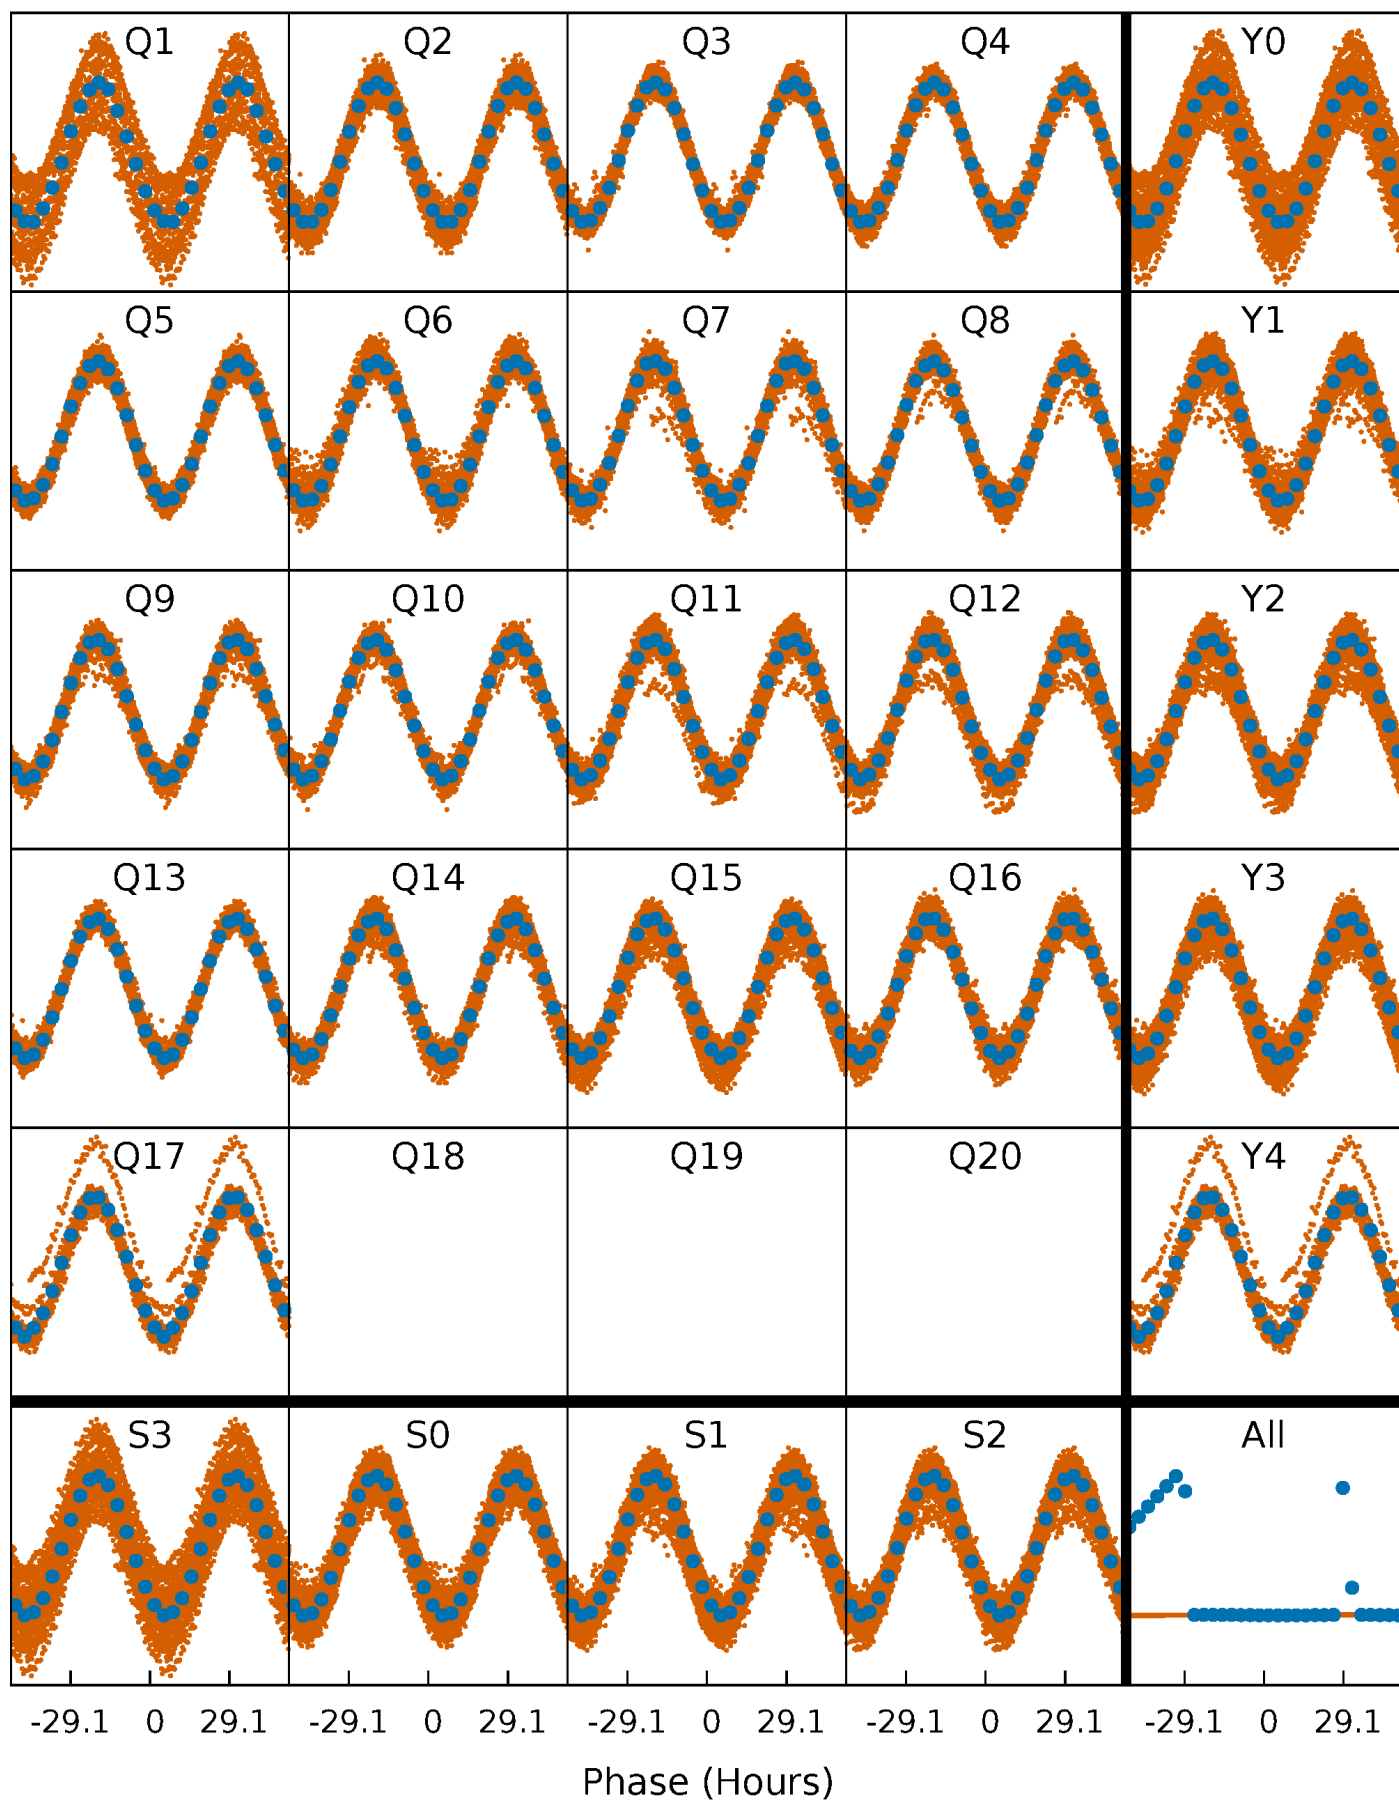 Q1 Q2 Q3 Q4 Y0
Q5 Q6 Q7 Q8 Y1
Q9 Q10 Q11 Q12 Y2
Q13 Q14 Q15 Q16 Y3
Q17 Q18 Q19 Q20 Y4
S3 S0 S1 S2 All
-29.1 0 29.1 -29.1 0 29.1 -29.1 0 29.1 -29.1 0 29.1 -29.1 0 29.1
Phase (Hours)